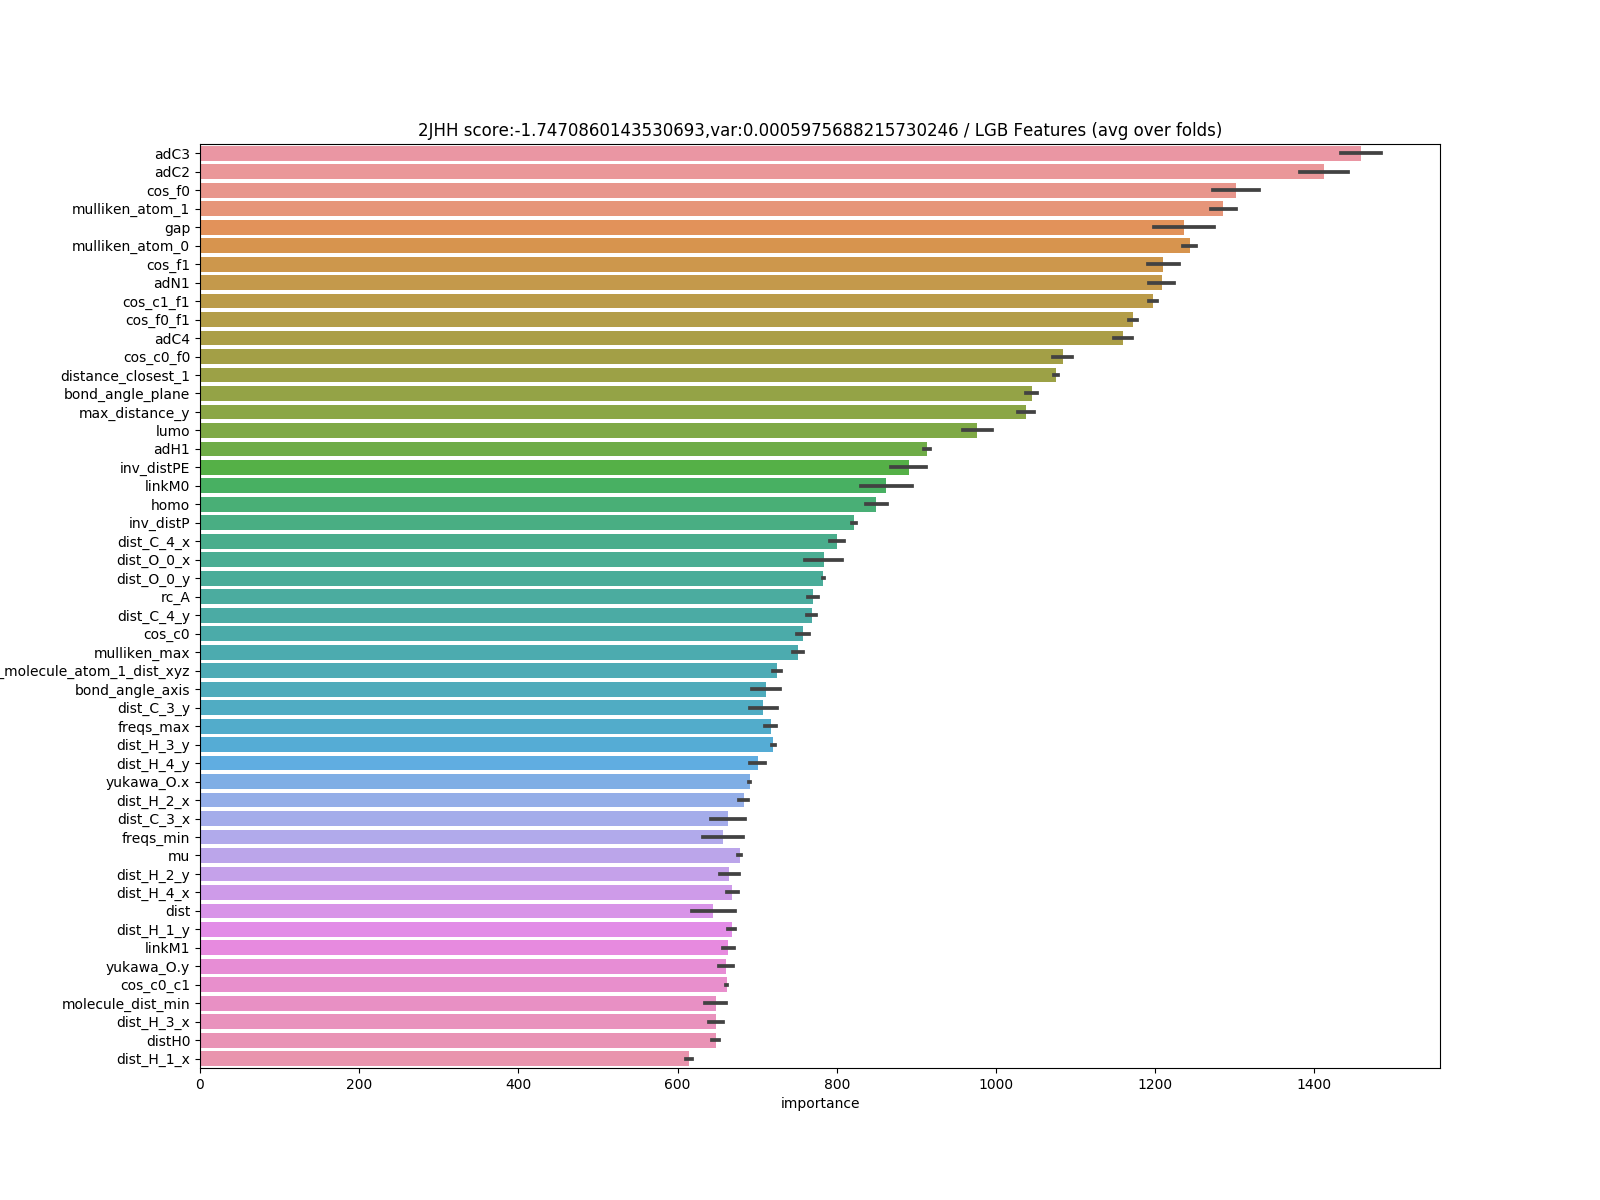 2JHH score:-1.7470860143530693,var:0.0005975688215730246 / LGB Features (avg over folds)
adC3
adC2
cos_f0
mulliken_atom_1
gap
mulliken_atom_0
cos_f1
adN1
cos_c1_f1
cos_f0_f1
adC4
cos_c0_f0
distance_closest_1
bond_angle_plane
max_distance_y
lumo
adH1
inv_distPE
linkM0
homo
inv_distP
dist_C_4_x
dist_O_0_x
dist_O_0_y
rc_A
dist_C_4_y
cos_c0
mulliken_max
_molecule_atom_1_dist_xyz
bond_angle_axis
dist_C_3_y
freqs_max
dist_H_3_y
dist_H_4_y
yukawa_O.x
dist_H_2_x
dist_C_3_x
freqs_min
mu
dist_H_2_y
dist_H_4_x
dist
dist_H_1_y
linkM1
yukawa_O.y
cos_c0_c1
molecule_dist_min
dist_H_3_x
distH0
dist_H_1_x
0 200 400 600 800 1000 1200 1400
importance